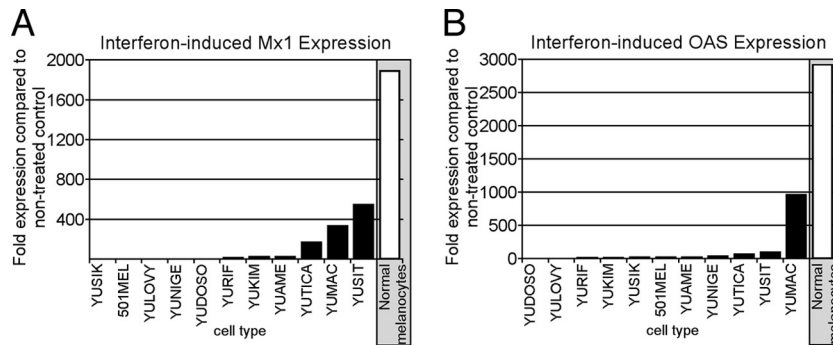 A
Interferon-induced Mx1 Expression
Fold expression compared to
non-treated control
2000
1600
1200
800
400
YUSIK
501MEL
YULOVY
YUNIGE
YUDOSO
YURIF
YUKIM
YUAME
YUTICA
YUMAC
YUSIT
Normal
melanocytes
cell type
B
Interferon-induced OAS Expression
Fold expression compared to
non-treated control
3000
2500
2000
1500
1000
500
0
YUDOSO
YULOVY
YURIF
YUKIM
YUSIK
501MEL
YUAME
YUNIGE
YUTICA
YUSIT
YUMAC
Normal
melanocytes
cell type